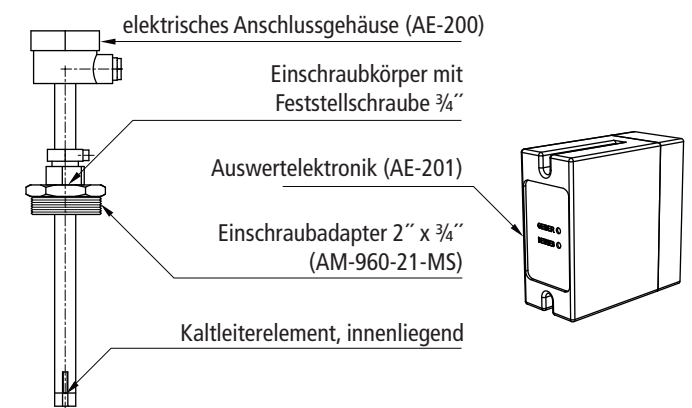 elektrisches Anschlussgehäuse (AE-200)
Einschraubkörper mit
Feststellschraube ¾´´
Auswertelektronik (AE-201)
Einschraubadapter 2´´ x ¾´´
(AM-960-21-MS)
Kaltleiterelement, innenliegend
GEBER